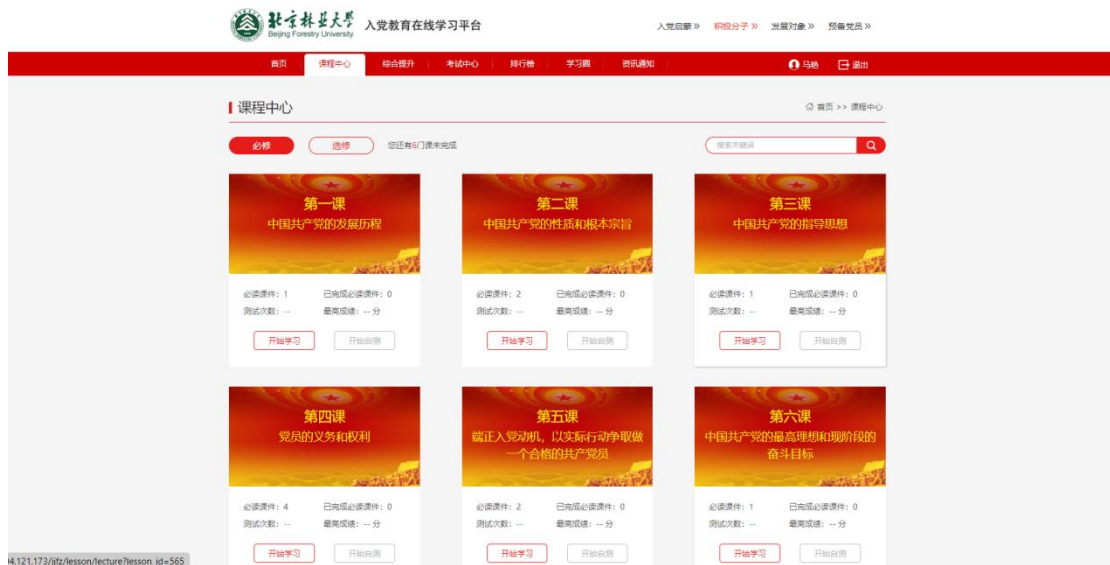 北京林业大学
Beijing Forestry University
入党教育在线学习平台
入党启蒙 » 积极分子 » 发展对象 » 预备党员 »
首页 课程中心 综合提升 考试中心 排行榜 学习圈 资讯通知 马艳 退出
课程中心
首页 >> 课程中心
必修 选修 您还有6门课未完成
搜索关键词
第一课
中国共产党的发展历程
必读课件：1 已完成必读课件：0
测试次数：-- 最高成绩：-- 分
开始学习 开始自测
第二课
中国共产党的性质和根本宗旨
必读课件：2 已完成必读课件：0
测试次数：-- 最高成绩：-- 分
开始学习 开始自测
第三课
中国共产党的指导思想
必读课件：1 已完成必读课件：0
测试次数：-- 最高成绩：-- 分
开始学习 开始自测
第四课
党员的义务和权利
必读课件：4 已完成必读课件：0
测试次数：-- 最高成绩：-- 分
开始学习 开始自测
第五课
端正入党动机，以实际行动争取做
一个合格的共产党员
必读课件：2 已完成必读课件：0
测试次数：-- 最高成绩：-- 分
开始学习 开始自测
第六课
中国共产党的最高理想和现阶段的
奋斗目标
必读课件：1 已完成必读课件：0
测试次数：-- 最高成绩：-- 分
开始学习 开始自测
4.121.173/jjfz/lesson/lecture?lesson_id=565